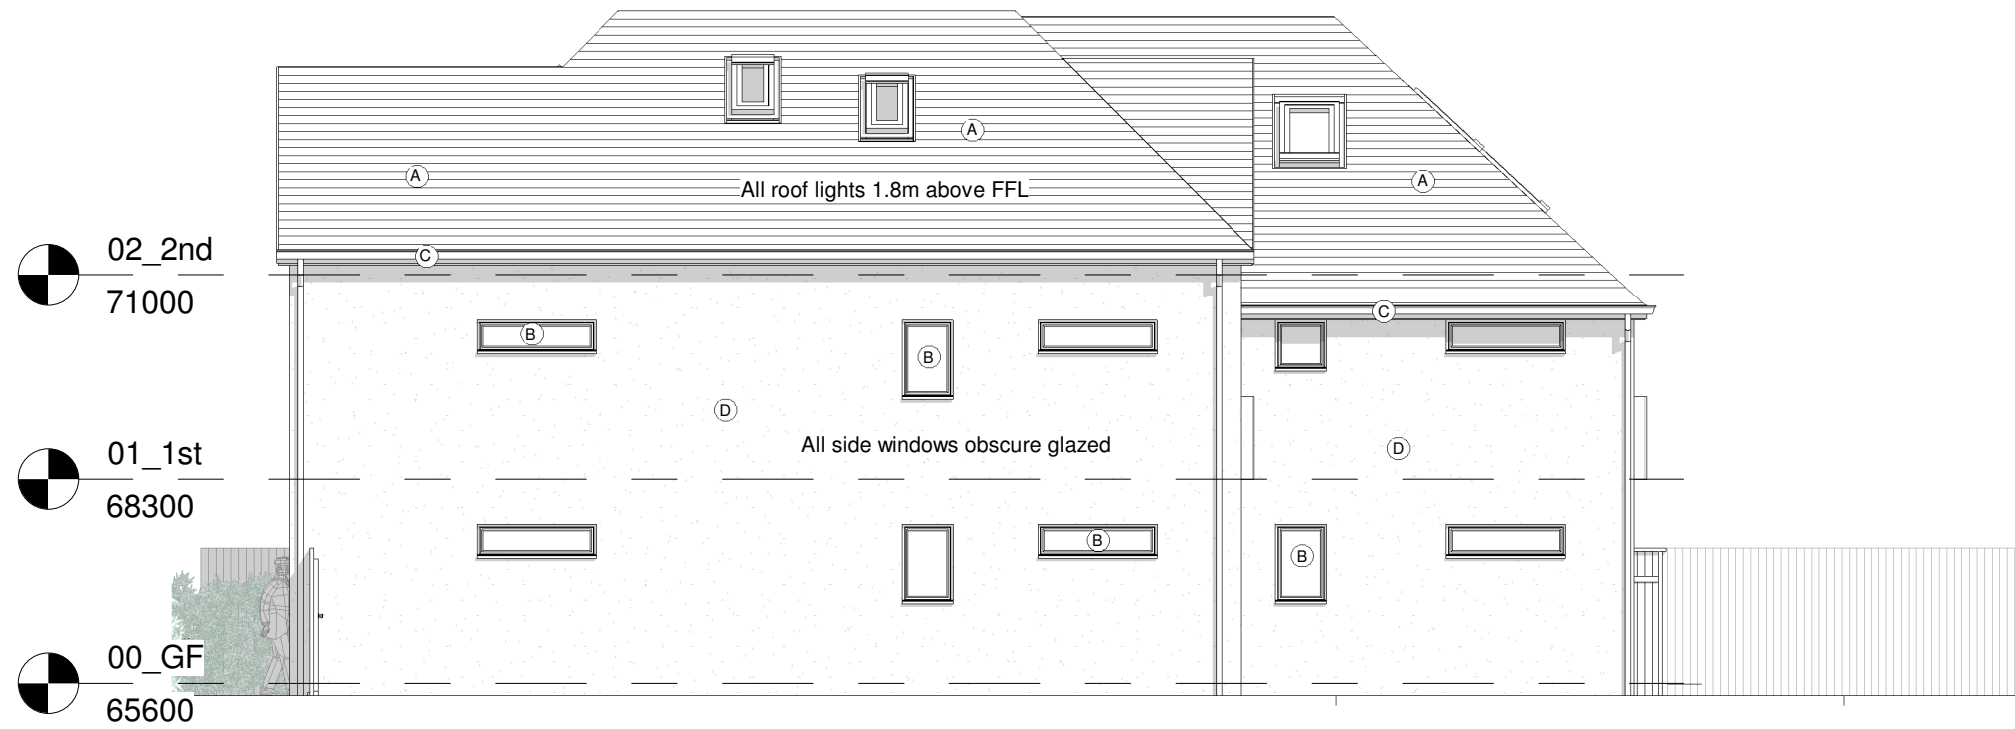 A
A
All roof lights 1.8m above FFL
A
02_2nd
C
71000
C
B
B
D
All side windows obscure glazed
D
01_1st
68300
B
B
00_GF
65600